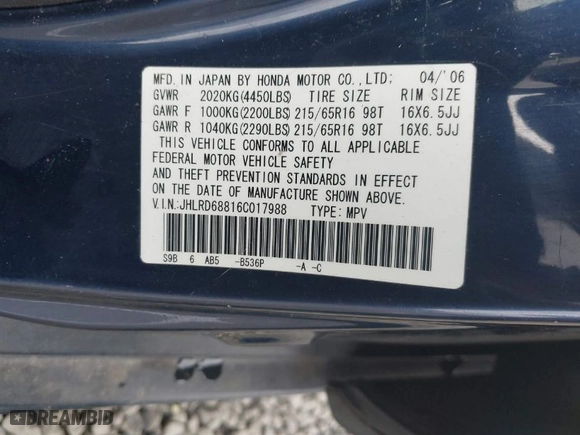 MFD. IN JAPAN BY HONDA MOTOR CO., LTD: 04/'06
GVWR 2020KG(4450LBS) TIRE SIZE RIM SIZE
GAWR F 1000KG(2200LBS) 215/65R16 98T 16X6.5JJ
GAWR R 1040KG(2290LBS) 215/65R16 98T 16X6.5JJ
THIS VEHICLE CONFORMS TO ALL APPLICABLE
FEDERAL MOTOR VEHICLE SAFETY
AND THEFT PREVENTION STANDARDS IN EFFECT
ON THE DATE OF MANUFACTURE SHOWN ABOVE.
V.I.N.:JHLRD68816C017988 TYPE: MPV
S9B 6 AB5 -B536P -A -C
DREAMBID